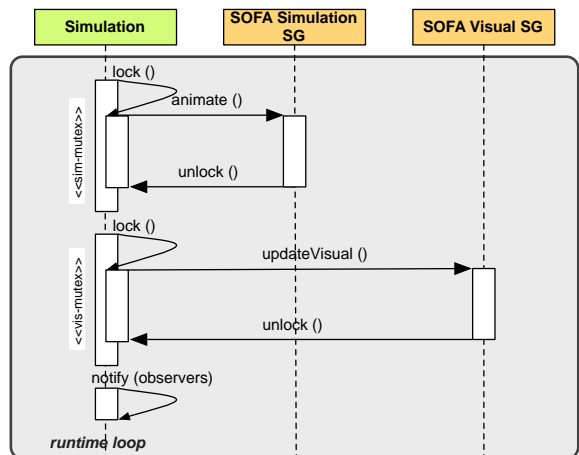 Simulation
SOFA Simulation
SG
SOFA Visual SG
lock ()
animate ()
<<sim-mutex>>
unlock ()
lock ()
updateVisual ()
<<vis-mutex>>
unlock ()
notify (observers)
runtime loop